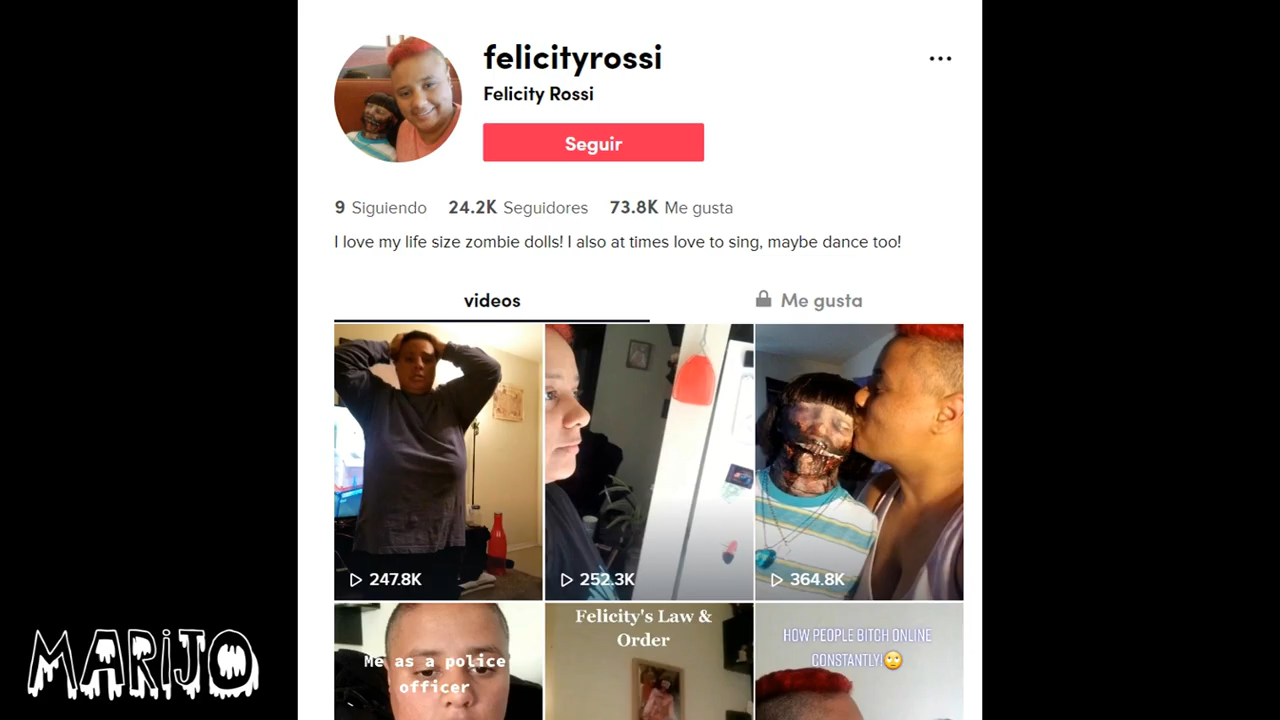 felicityrossi
Felicity Rossi
Seguir
9 Siguiendo 24.2K Seguidores 73.8K Me gusta
I love my life size zombie dolls! I also at times love to sing, maybe dance too!
videos
Me gusta
247.8K
252.3K
364.8K
Me as a police
officer
Felicity's Law &
Order
HOW PEOPLE BITCH ONLINE
CONSTANTLY!🙄
MARiJO